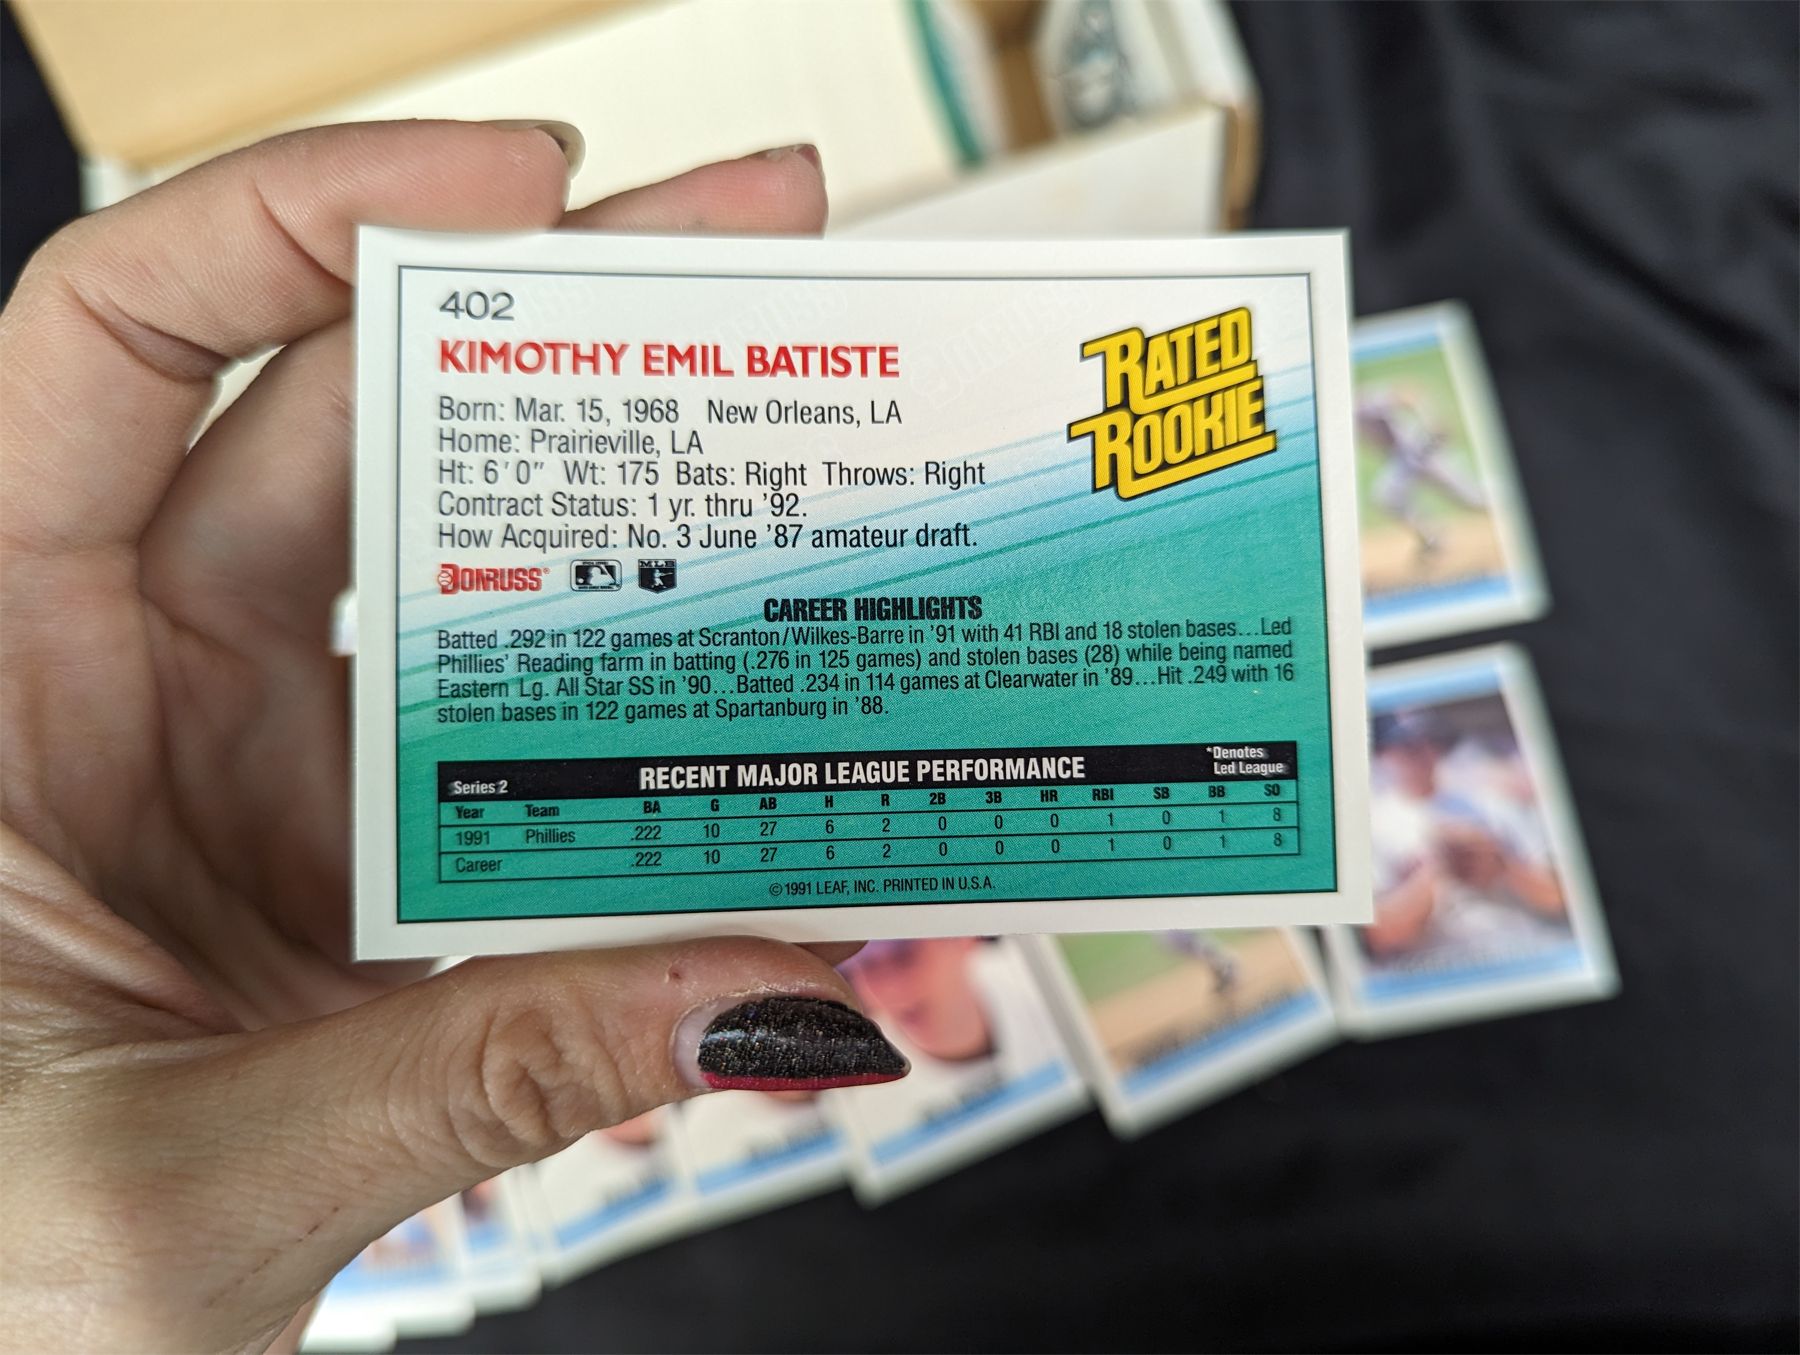 402
KIMOTHY EMIL BATISTE
RATED
ROOKIE
Born: Mar. 15, 1968 New Orleans, LA
Home: Prairieville, LA
Ht: 6'0" Wt: 175 Bats: Right Throws: Right
Contract Status: 1 yr. thru '92.
How Acquired: No. 3 June '87 amateur draft.
DONRUSS®
MLB
CAREER HIGHLIGHTS
Batted .292 in 122 games at Scranton/Wilkes-Barre in '91 with 41 RBI and 18 stolen bases...Led
Phillies' Reading farm in batting (.276 in 125 games) and stolen bases (28) while being named
Eastern Lg. All Star SS in '90...Batted .234 in 114 games at Clearwater in '89...Hit .249 with 16
stolen bases in 122 games at Spartanburg in '88.
Series 2 RECENT MAJOR LEAGUE PERFORMANCE *Denotes
Led League
Year Team BA G AB H R 2B 3B HR RBI SB BB SO
1991 Phillies .222 10 27 6 2 0 0 0 1 0 1 8
Career .222 10 27 6 2 0 0 0 1 0 1 8
©1991 LEAF, INC. PRINTED IN U.S.A.